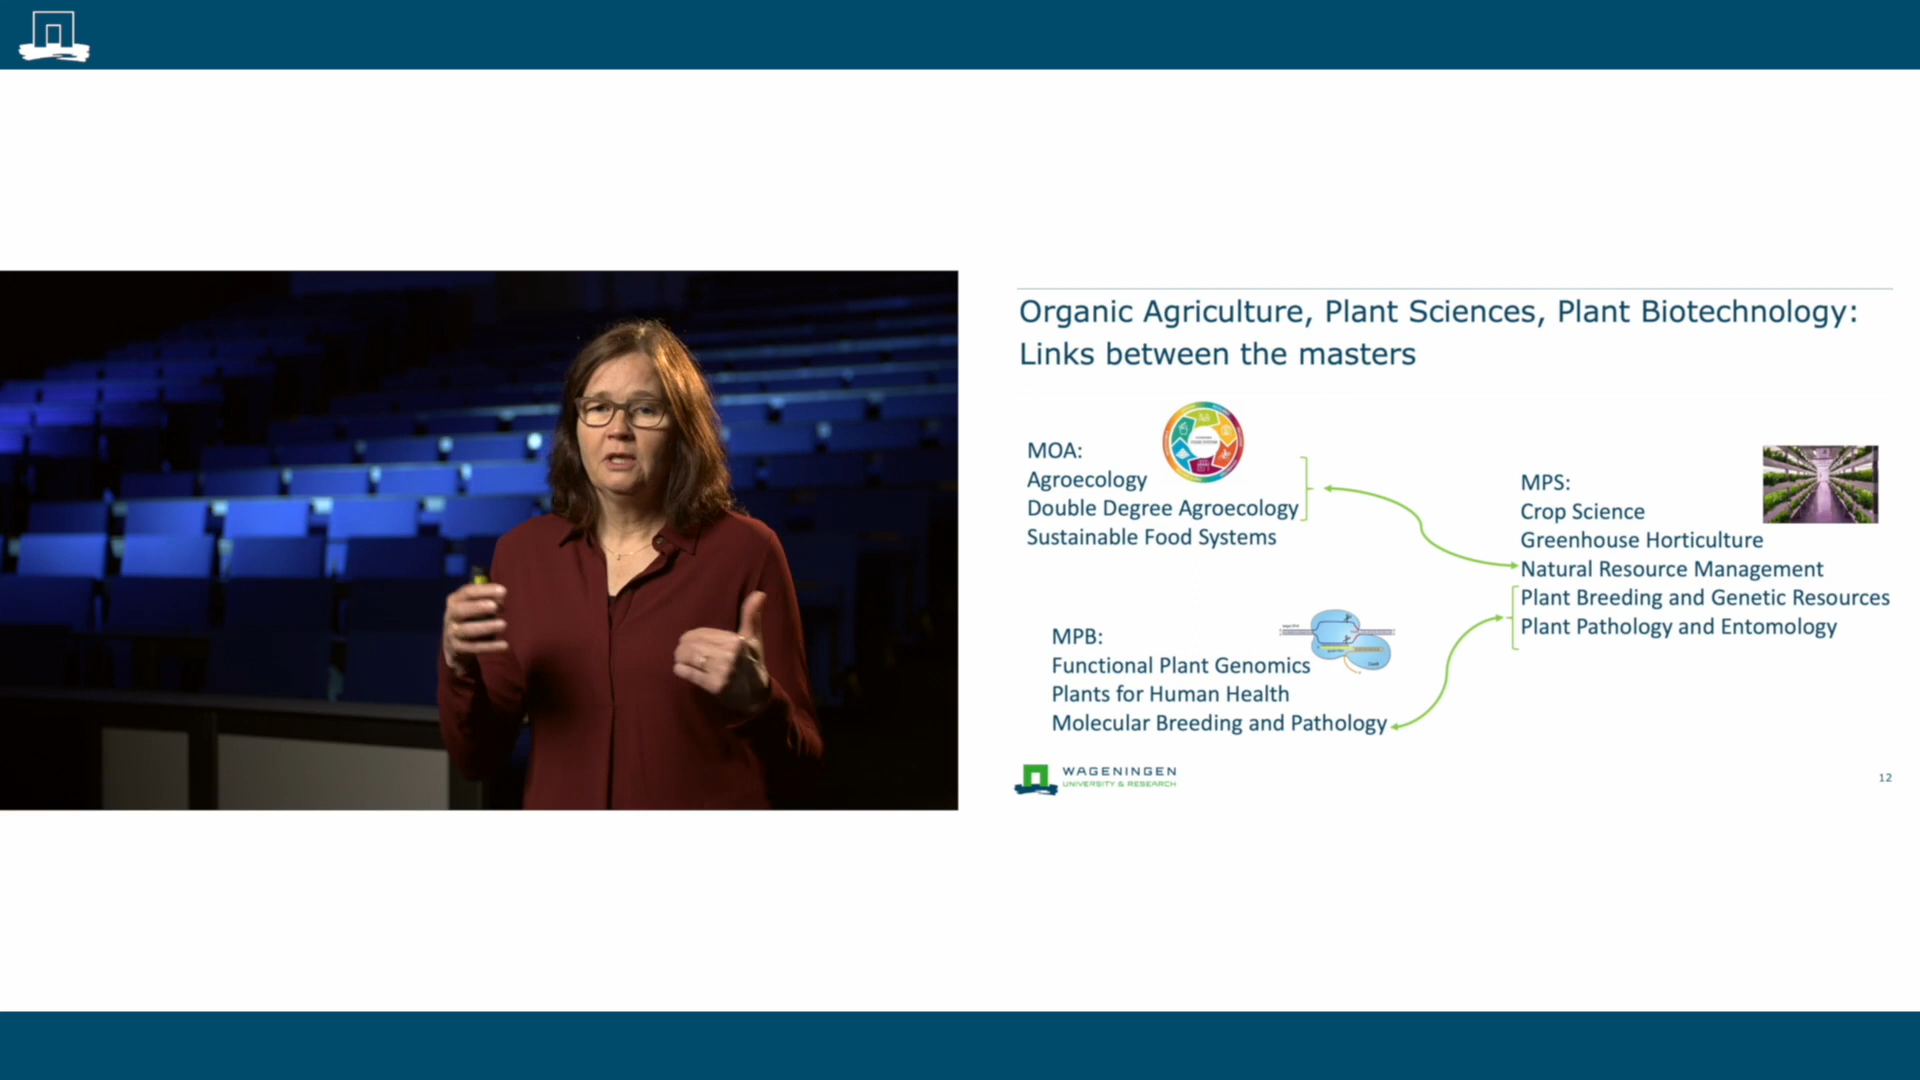 Organic Agriculture, Plant Sciences, Plant Biotechnology:
Links between the masters
MOA:
Agroecology
Double Degree Agroecology
Sustainable Food Systems
MPS:
Crop Science
Greenhouse Horticulture
Natural Resource Management
Plant Breeding and Genetic Resources
Plant Pathology and Entomology
MPB:
Functional Plant Genomics
Plants for Human Health
Molecular Breeding and Pathology
WAGENINGEN
UNIVERSITY & RESEARCH
12